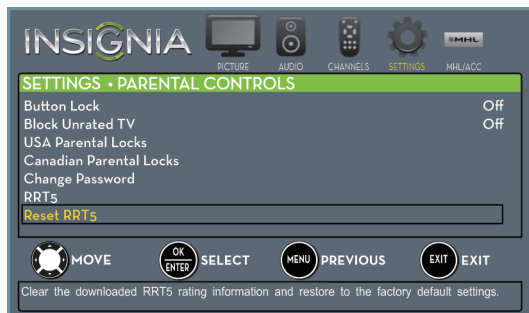 INSIGNIA
PICTURE AUDIO CHANNELS SETTINGS MHL/ACC
MHL
SETTINGS • PARENTAL CONTROLS
Button Lock Off
Block Unrated TV Off
USA Parental Locks
Canadian Parental Locks
Change Password
RRT5
Reset RRT5
MOVE OK ENTER SELECT MENU PREVIOUS EXIT EXIT
Clear the downloaded RRT5 rating information and restore to the factory default settings.